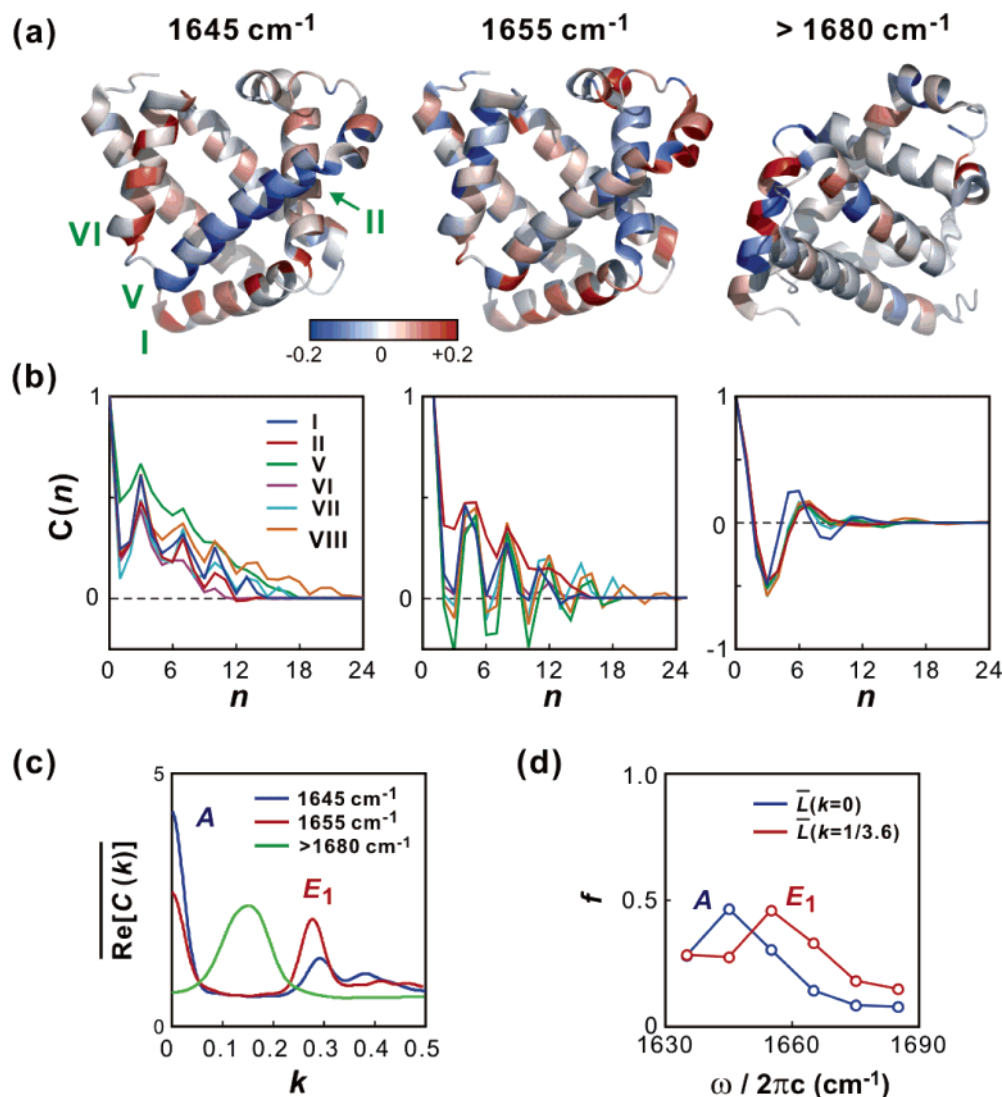 (a)
1645 cm⁻¹ 1655 cm⁻¹ > 1680 cm⁻¹
VI
II
V
I
-0.2 0 +0.2
(b)
C(n)
1
0
I
II
V
VI
VII
VIII
0 6 12 18 24
n
1
0
0 6 12 18 24
n
1
0
-1
0 6 12 18 24
n
(c)
Re[C(k)]
5
0
A
E₁
1645 cm⁻¹
1655 cm⁻¹
>1680 cm⁻¹
0 0.1 0.2 0.3 0.4 0.5
k
(d)
f
1.0
0.5
0
A
E₁
L̅(k=0)
L̅(k=1/3.6)
1630 1660 1690
ω / 2πc (cm⁻¹)